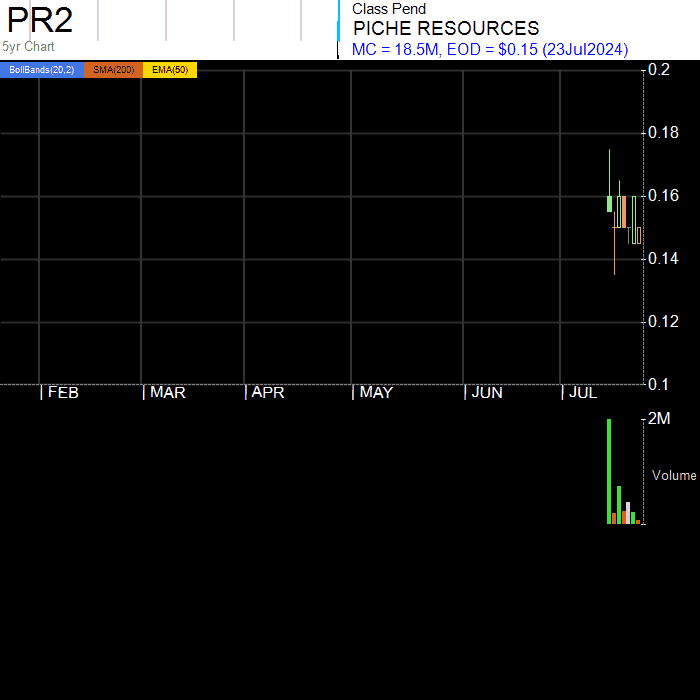 PR2
5yr Chart
Class Pend
PICHE RESOURCES
MC = 18.5M, EOD = $0.15 (23Jul2024)
BollBands(20,2) SMA(200) EMA(50)
0.2
0.18
0.16
0.14
0.12
0.1
| FEB | MAR | APR | MAY | JUN | JUL
2M
Volume